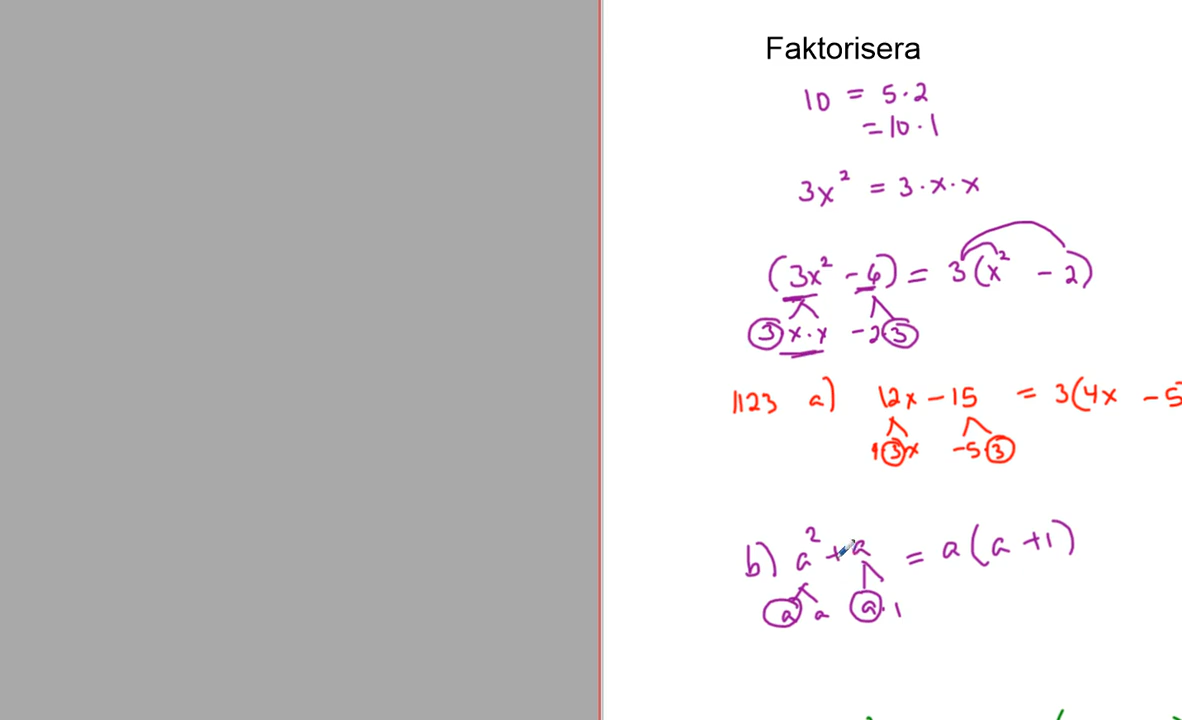 Faktorisera
10 = 5·2
= 10·1
3x² = 3·x·x
(3x² - 6) = 3(x² - 2)
3 x·x -2 3
1123 a) 12x - 15 = 3(4x - 5
4 3 x -5·3
b) a² + a = a(a + 1)
a a a·1